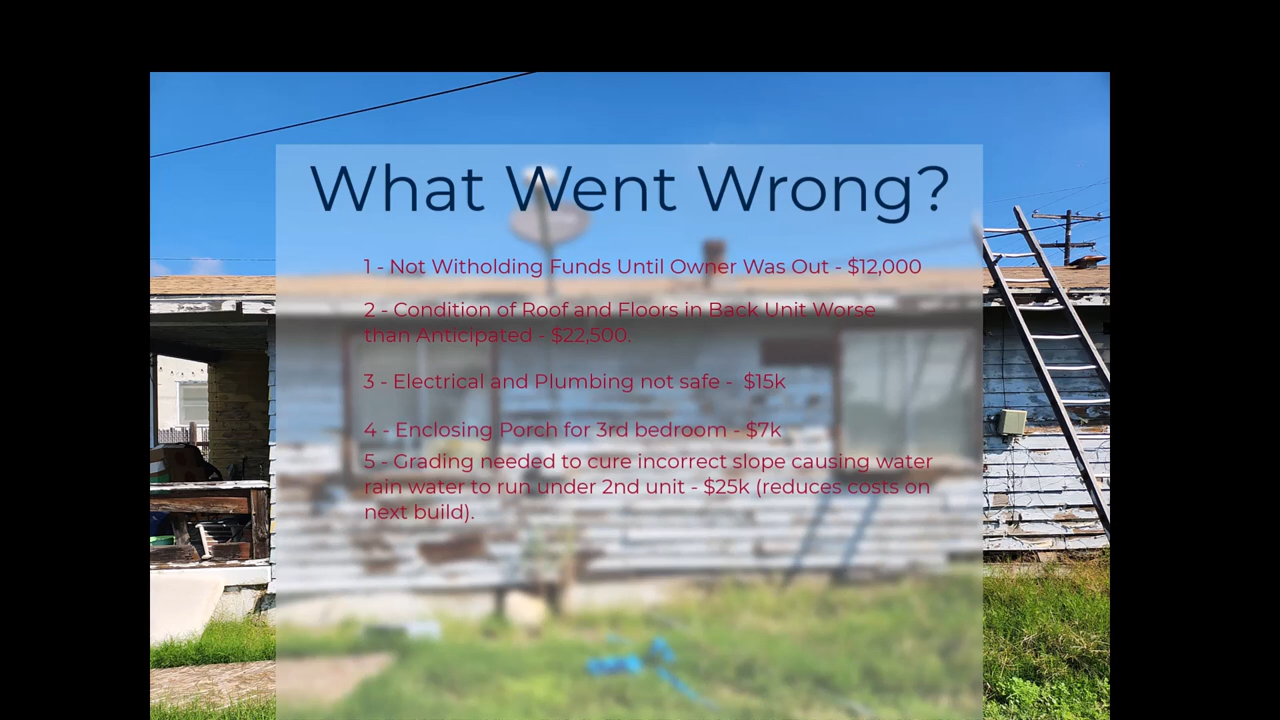 What Went Wrong?
1 - Not Witholding Funds Until Owner Was Out - $12,000
2 - Condition of Roof and Floors in Back Unit Worse
than Anticipated - $22,500.
3 - Electrical and Plumbing not safe - $15k
4 - Enclosing Porch for 3rd bedroom - $7k
5 - Grading needed to cure incorrect slope causing water
rain water to run under 2nd unit - $25k (reduces costs on
next build).